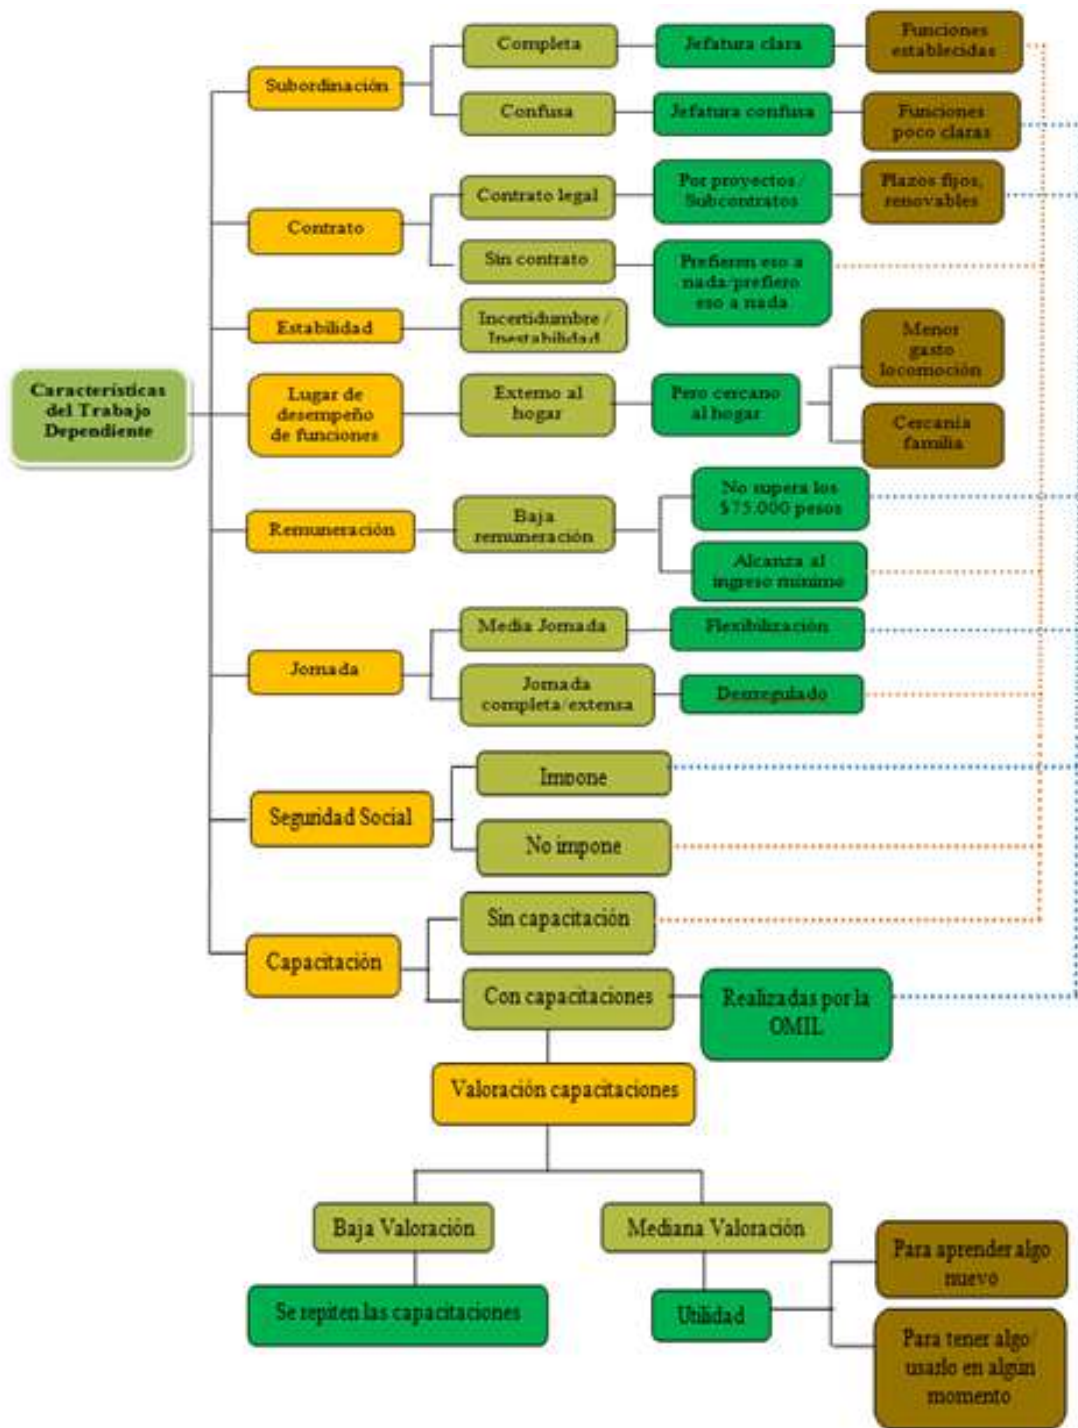 Características
del Trabajo
Dependiente
Subordinación
Completa
Jefatura clara
Funciones
establecidas
Confusa
Jefatura confusa
Funciones
poco claras
Contrato
Contrato legal
Por proyectos /
Subcontratos
Plazos fijos,
renovables
Sin contrato
Prefieren eso a
nada/prefiero
eso a nada
Estabilidad
Incertidumbre /
Inestabilidad
Lugar de
desempeño
de funciones
Externo al
hogar
Pero cercano
al hogar
Menor
gasto
locomoción
Cercanía
familia
Remuneración
Baja
remuneración
No supera los
$75.000 pesos
Alcanza al
ingreso mínimo
Jornada
Media Jornada
Flexibilización
Jornada
completa/extensa
Desregulado
Seguridad Social
Impone
No impone
Capacitación
Sin capacitación
Con capacitaciones
Realizadas por la
OMIL
Valoración capacitaciones
Baja Valoración
Se repiten las capacitaciones
Mediana Valoración
Utilidad
Para aprender algo
nuevo
Para tener algo/
usarlo en algún
momento